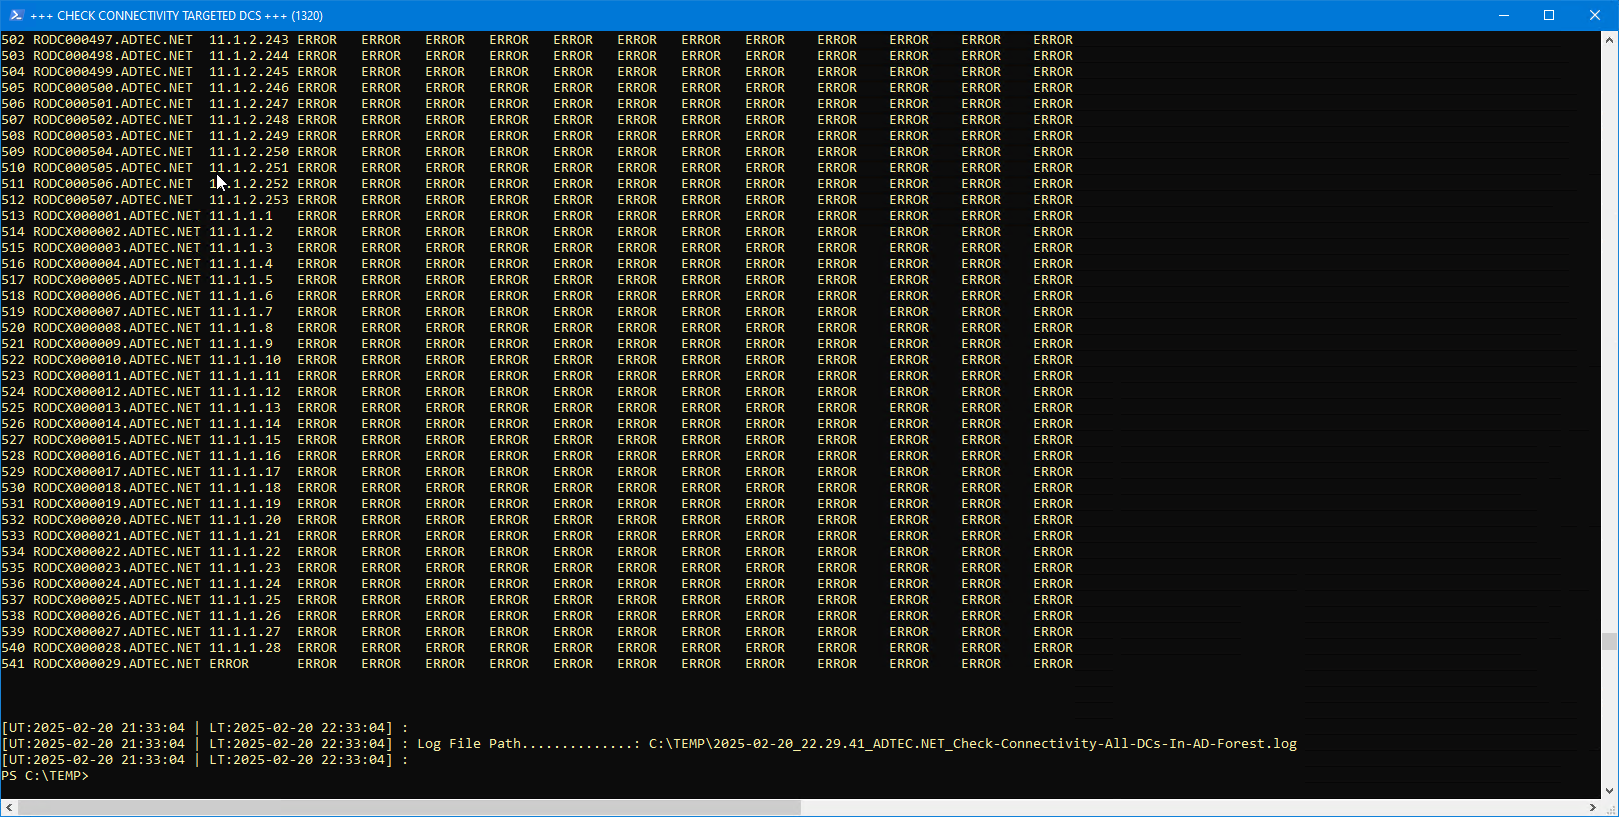 +++ CHECK CONNECTIVITY TARGETED DCS +++ (1320)
502 RODC000497.ADTEC.NET 11.1.2.243 ERROR ERROR ERROR ERROR ERROR ERROR ERROR ERROR ERROR ERROR ERROR ERROR
503 RODC000498.ADTEC.NET 11.1.2.244 ERROR ERROR ERROR ERROR ERROR ERROR ERROR ERROR ERROR ERROR ERROR ERROR
504 RODC000499.ADTEC.NET 11.1.2.245 ERROR ERROR ERROR ERROR ERROR ERROR ERROR ERROR ERROR ERROR ERROR ERROR
505 RODC000500.ADTEC.NET 11.1.2.246 ERROR ERROR ERROR ERROR ERROR ERROR ERROR ERROR ERROR ERROR ERROR ERROR
506 RODC000501.ADTEC.NET 11.1.2.247 ERROR ERROR ERROR ERROR ERROR ERROR ERROR ERROR ERROR ERROR ERROR ERROR
507 RODC000502.ADTEC.NET 11.1.2.248 ERROR ERROR ERROR ERROR ERROR ERROR ERROR ERROR ERROR ERROR ERROR ERROR
508 RODC000503.ADTEC.NET 11.1.2.249 ERROR ERROR ERROR ERROR ERROR ERROR ERROR ERROR ERROR ERROR ERROR ERROR
509 RODC000504.ADTEC.NET 11.1.2.250 ERROR ERROR ERROR ERROR ERROR ERROR ERROR ERROR ERROR ERROR ERROR ERROR
510 RODC000505.ADTEC.NET 11.1.2.251 ERROR ERROR ERROR ERROR ERROR ERROR ERROR ERROR ERROR ERROR ERROR ERROR
511 RODC000506.ADTEC.NET 11.1.2.252 ERROR ERROR ERROR ERROR ERROR ERROR ERROR ERROR ERROR ERROR ERROR ERROR
512 RODC000507.ADTEC.NET 11.1.2.253 ERROR ERROR ERROR ERROR ERROR ERROR ERROR ERROR ERROR ERROR ERROR ERROR
513 RODCX000001.ADTEC.NET 11.1.1.1 ERROR ERROR ERROR ERROR ERROR ERROR ERROR ERROR ERROR ERROR ERROR ERROR
514 RODCX000002.ADTEC.NET 11.1.1.2 ERROR ERROR ERROR ERROR ERROR ERROR ERROR ERROR ERROR ERROR ERROR ERROR
515 RODCX000003.ADTEC.NET 11.1.1.3 ERROR ERROR ERROR ERROR ERROR ERROR ERROR ERROR ERROR ERROR ERROR ERROR
516 RODCX000004.ADTEC.NET 11.1.1.4 ERROR ERROR ERROR ERROR ERROR ERROR ERROR ERROR ERROR ERROR ERROR ERROR
517 RODCX000005.ADTEC.NET 11.1.1.5 ERROR ERROR ERROR ERROR ERROR ERROR ERROR ERROR ERROR ERROR ERROR ERROR
518 RODCX000006.ADTEC.NET 11.1.1.6 ERROR ERROR ERROR ERROR ERROR ERROR ERROR ERROR ERROR ERROR ERROR ERROR
519 RODCX000007.ADTEC.NET 11.1.1.7 ERROR ERROR ERROR ERROR ERROR ERROR ERROR ERROR ERROR ERROR ERROR ERROR
520 RODCX000008.ADTEC.NET 11.1.1.8 ERROR ERROR ERROR ERROR ERROR ERROR ERROR ERROR ERROR ERROR ERROR ERROR
521 RODCX000009.ADTEC.NET 11.1.1.9 ERROR ERROR ERROR ERROR ERROR ERROR ERROR ERROR ERROR ERROR ERROR ERROR
522 RODCX000010.ADTEC.NET 11.1.1.10 ERROR ERROR ERROR ERROR ERROR ERROR ERROR ERROR ERROR ERROR ERROR ERROR
523 RODCX000011.ADTEC.NET 11.1.1.11 ERROR ERROR ERROR ERROR ERROR ERROR ERROR ERROR ERROR ERROR ERROR ERROR
524 RODCX000012.ADTEC.NET 11.1.1.12 ERROR ERROR ERROR ERROR ERROR ERROR ERROR ERROR ERROR ERROR ERROR ERROR
525 RODCX000013.ADTEC.NET 11.1.1.13 ERROR ERROR ERROR ERROR ERROR ERROR ERROR ERROR ERROR ERROR ERROR ERROR
526 RODCX000014.ADTEC.NET 11.1.1.14 ERROR ERROR ERROR ERROR ERROR ERROR ERROR ERROR ERROR ERROR ERROR ERROR
527 RODCX000015.ADTEC.NET 11.1.1.15 ERROR ERROR ERROR ERROR ERROR ERROR ERROR ERROR ERROR ERROR ERROR ERROR
528 RODCX000016.ADTEC.NET 11.1.1.16 ERROR ERROR ERROR ERROR ERROR ERROR ERROR ERROR ERROR ERROR ERROR ERROR
529 RODCX000017.ADTEC.NET 11.1.1.17 ERROR ERROR ERROR ERROR ERROR ERROR ERROR ERROR ERROR ERROR ERROR ERROR
530 RODCX000018.ADTEC.NET 11.1.1.18 ERROR ERROR ERROR ERROR ERROR ERROR ERROR ERROR ERROR ERROR ERROR ERROR
531 RODCX000019.ADTEC.NET 11.1.1.19 ERROR ERROR ERROR ERROR ERROR ERROR ERROR ERROR ERROR ERROR ERROR ERROR
532 RODCX000020.ADTEC.NET 11.1.1.20 ERROR ERROR ERROR ERROR ERROR ERROR ERROR ERROR ERROR ERROR ERROR ERROR
533 RODCX000021.ADTEC.NET 11.1.1.21 ERROR ERROR ERROR ERROR ERROR ERROR ERROR ERROR ERROR ERROR ERROR ERROR
534 RODCX000022.ADTEC.NET 11.1.1.22 ERROR ERROR ERROR ERROR ERROR ERROR ERROR ERROR ERROR ERROR ERROR ERROR
535 RODCX000023.ADTEC.NET 11.1.1.23 ERROR ERROR ERROR ERROR ERROR ERROR ERROR ERROR ERROR ERROR ERROR ERROR
536 RODCX000024.ADTEC.NET 11.1.1.24 ERROR ERROR ERROR ERROR ERROR ERROR ERROR ERROR ERROR ERROR ERROR ERROR
537 RODCX000025.ADTEC.NET 11.1.1.25 ERROR ERROR ERROR ERROR ERROR ERROR ERROR ERROR ERROR ERROR ERROR ERROR
538 RODCX000026.ADTEC.NET 11.1.1.26 ERROR ERROR ERROR ERROR ERROR ERROR ERROR ERROR ERROR ERROR ERROR ERROR
539 RODCX000027.ADTEC.NET 11.1.1.27 ERROR ERROR ERROR ERROR ERROR ERROR ERROR ERROR ERROR ERROR ERROR ERROR
540 RODCX000028.ADTEC.NET 11.1.1.28 ERROR ERROR ERROR ERROR ERROR ERROR ERROR ERROR ERROR ERROR ERROR ERROR
541 RODCX000029.ADTEC.NET ERROR ERROR ERROR ERROR ERROR ERROR ERROR ERROR ERROR ERROR ERROR ERROR ERROR
[UT:2025-02-20 21:33:04 | LT:2025-02-20 22:33:04] :
[UT:2025-02-20 21:33:04 | LT:2025-02-20 22:33:04] : Log File Path..............: C:\TEMP\2025-02-20_22.29.41_ADTEC.NET_Check-Connectivity-All-DCs-In-AD-Forest.log
[UT:2025-02-20 21:33:04 | LT:2025-02-20 22:33:04] :
PS C:\TEMP>